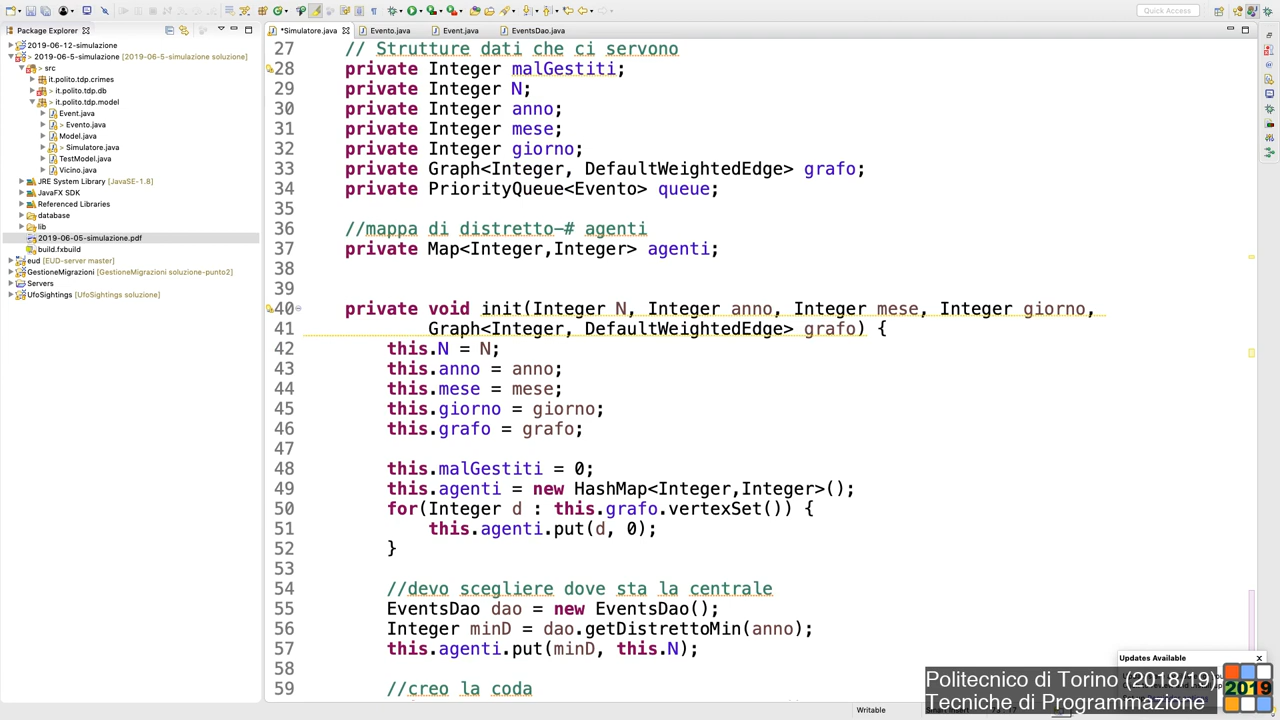 Quick Access
Package Explorer
2019-06-12-simulazione
> 2019-06-5-simulazione [2019-06-05-simulazione soluzione]
> src
it.polito.tdp.crimes
> it.polito.tdp.db
> it.polito.tdp.model
Event.java
> Evento.java
> Model.java
> Simulatore.java
TestModel.java
Vicino.java
JRE System Library [JavaSE-1.8]
JavaFX SDK
Referenced Libraries
database
lib
2019-06-05-simulazione.pdf
build.fxbuild
eud [EUD-server master]
GestioneMigrazioni [GestioneMigrazioni soluzione-punto2]
Servers
UfoSightings [UfoSightings soluzione]
*Simulatore.java
Evento.java
Event.java
EventsDao.java
27 // Strutture dati che ci servono
28 private Integer malGestiti;
29 private Integer N;
30 private Integer anno;
31 private Integer mese;
32 private Integer giorno;
33 private Graph<Integer, DefaultWeightedEdge> grafo;
34 private PriorityQueue<Evento> queue;
35
36 //mappa di distretto-# agenti
37 private Map<Integer,Integer> agenti;
38
39
40 private void init(Integer N, Integer anno, Integer mese, Integer giorno,
41 Graph<Integer, DefaultWeightedEdge> grafo) {
42 this.N = N;
43 this.anno = anno;
44 this.mese = mese;
45 this.giorno = giorno;
46 this.grafo = grafo;
47
48 this.malGestiti = 0;
49 this.agenti = new HashMap<Integer,Integer>();
50 for(Integer d : this.grafo.vertexSet()) {
51 this.agenti.put(d, 0);
52 }
53
54 //devo scegliere dove sta la centrale
55 EventsDao dao = new EventsDao();
56 Integer minD = dao.getDistrettoMin(anno);
57 this.agenti.put(minD, this.N);
58
59 //creo la coda
Updates Available
Politecnico di Torino (2018/19)
Tecniche di Programmazione
2019
Writable